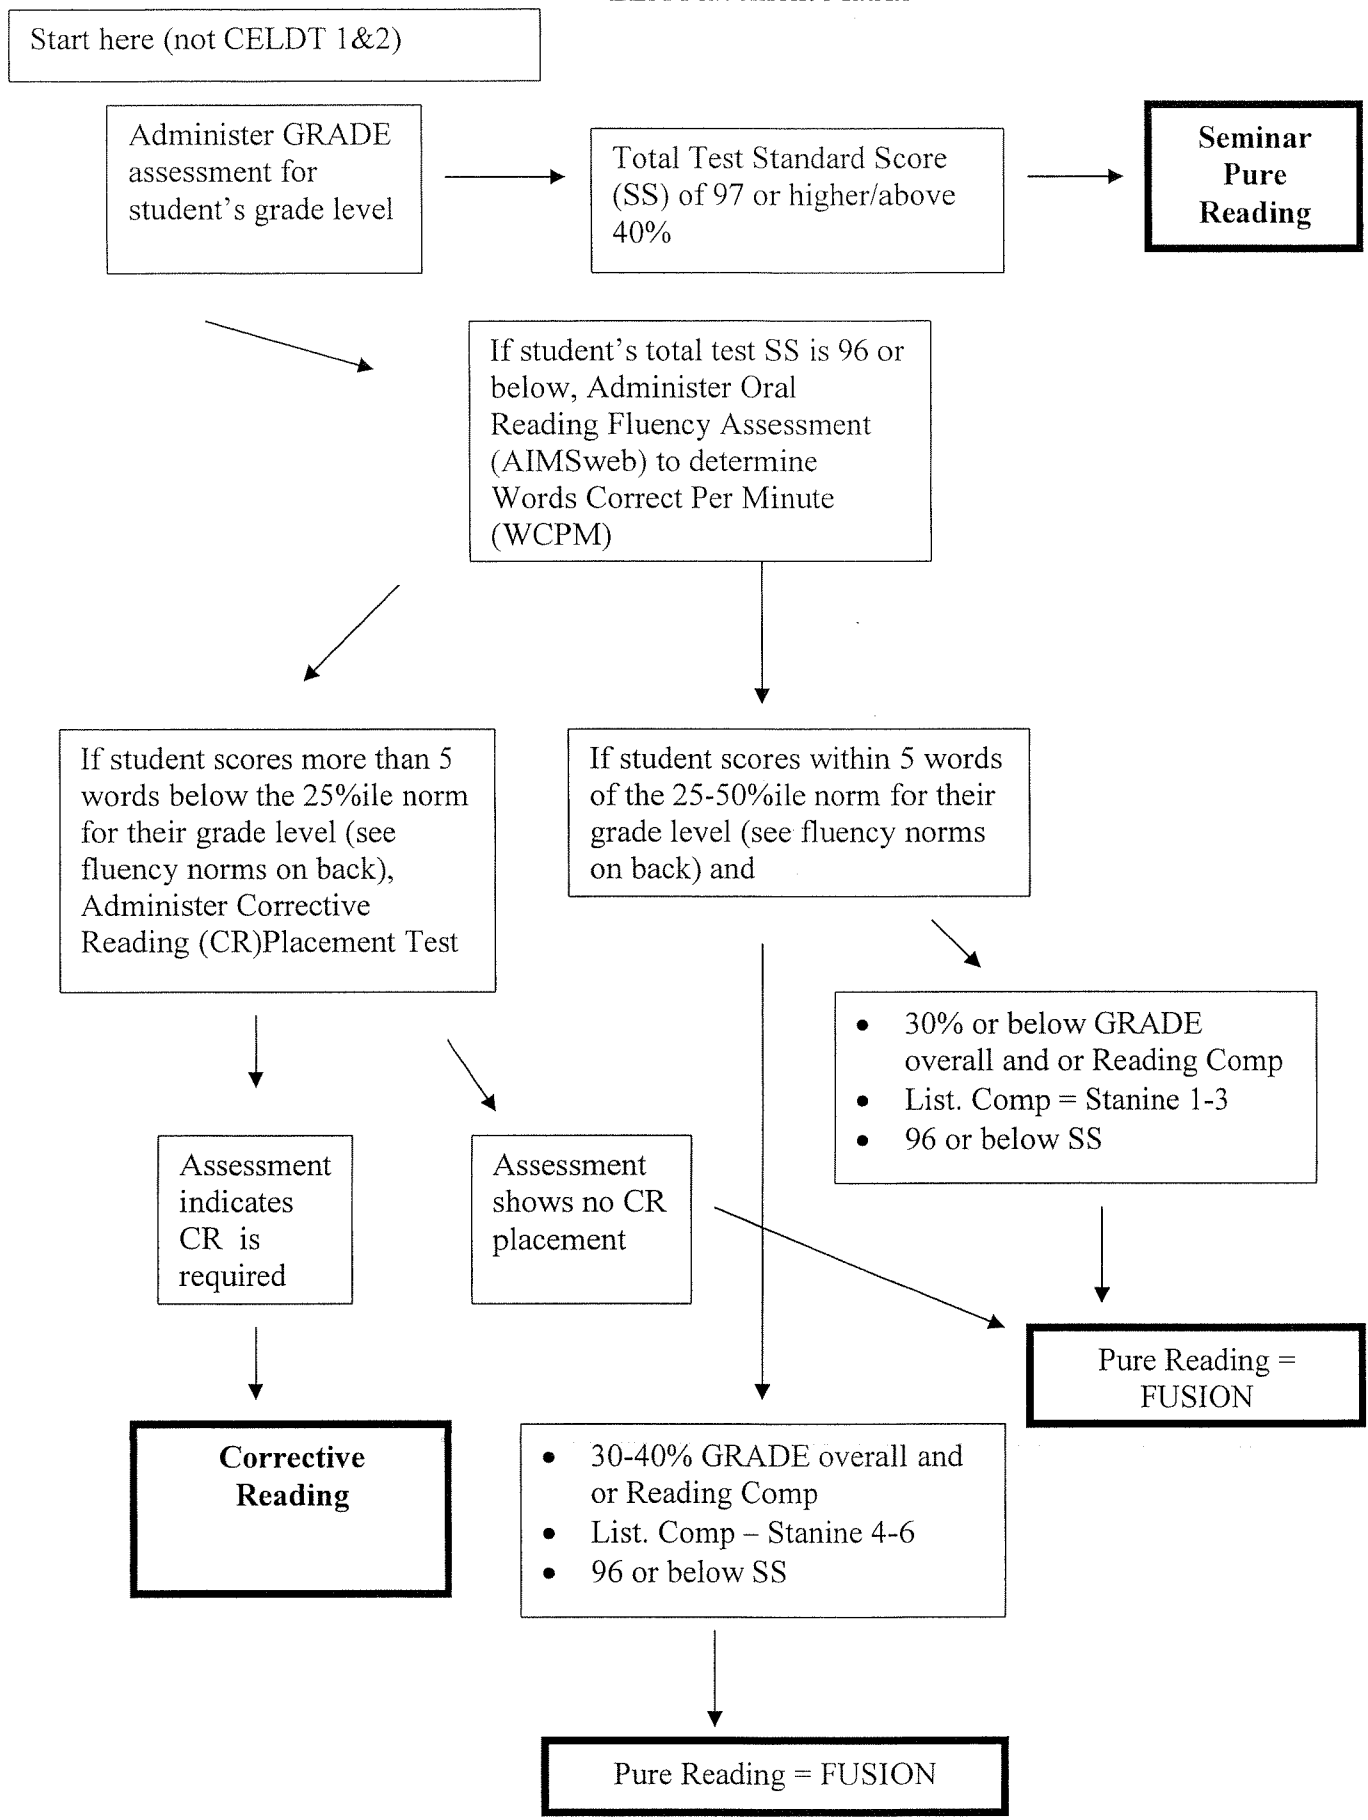 Start here (not CELDT 1&2)
Administer GRADE
assessment for
student's grade level
Total Test Standard Score
(SS) of 97 or higher/above
40%
Seminar
Pure
Reading
If student's total test SS is 96 or
below, Administer Oral
Reading Fluency Assessment
(AIMSweb) to determine
Words Correct Per Minute
(WCPM)
If student scores more than 5
words below the 25%ile norm
for their grade level (see
fluency norms on back),
Administer Corrective
Reading (CR)Placement Test
If student scores within 5 words
of the 25-50%ile norm for their
grade level (see fluency norms
on back) and
• 30% or below GRADE
overall and or Reading Comp
• List. Comp = Stanine 1-3
• 96 or below SS
Assessment
indicates
CR is
required
Assessment
shows no CR
placement
Pure Reading =
FUSION
Corrective
Reading
• 30-40% GRADE overall and
or Reading Comp
• List. Comp – Stanine 4-6
• 96 or below SS
Pure Reading = FUSION